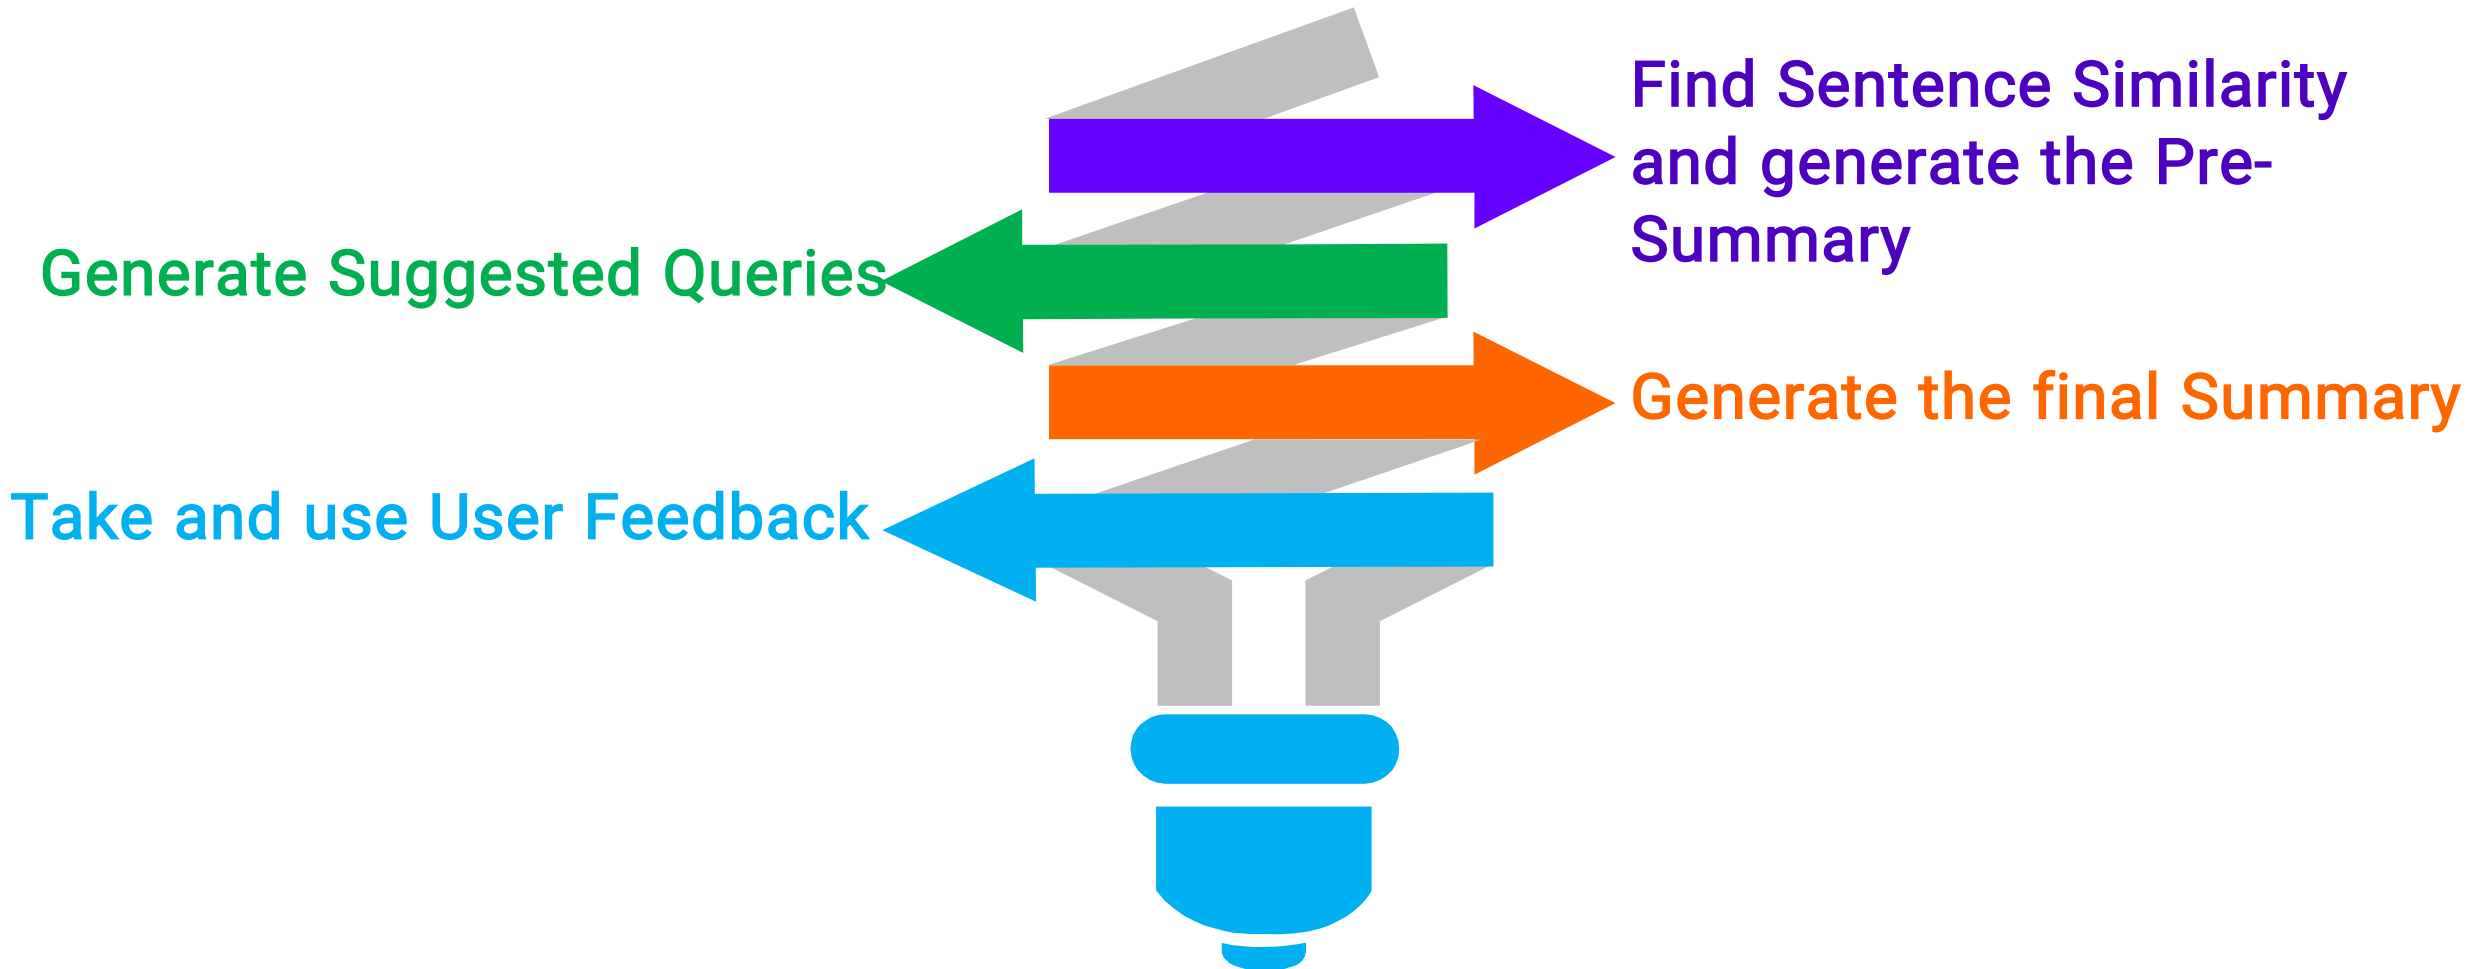 Find Sentence Similarity
and generate the Pre-
Summary
Generate Suggested Queries
Generate the final Summary
Take and use User Feedback